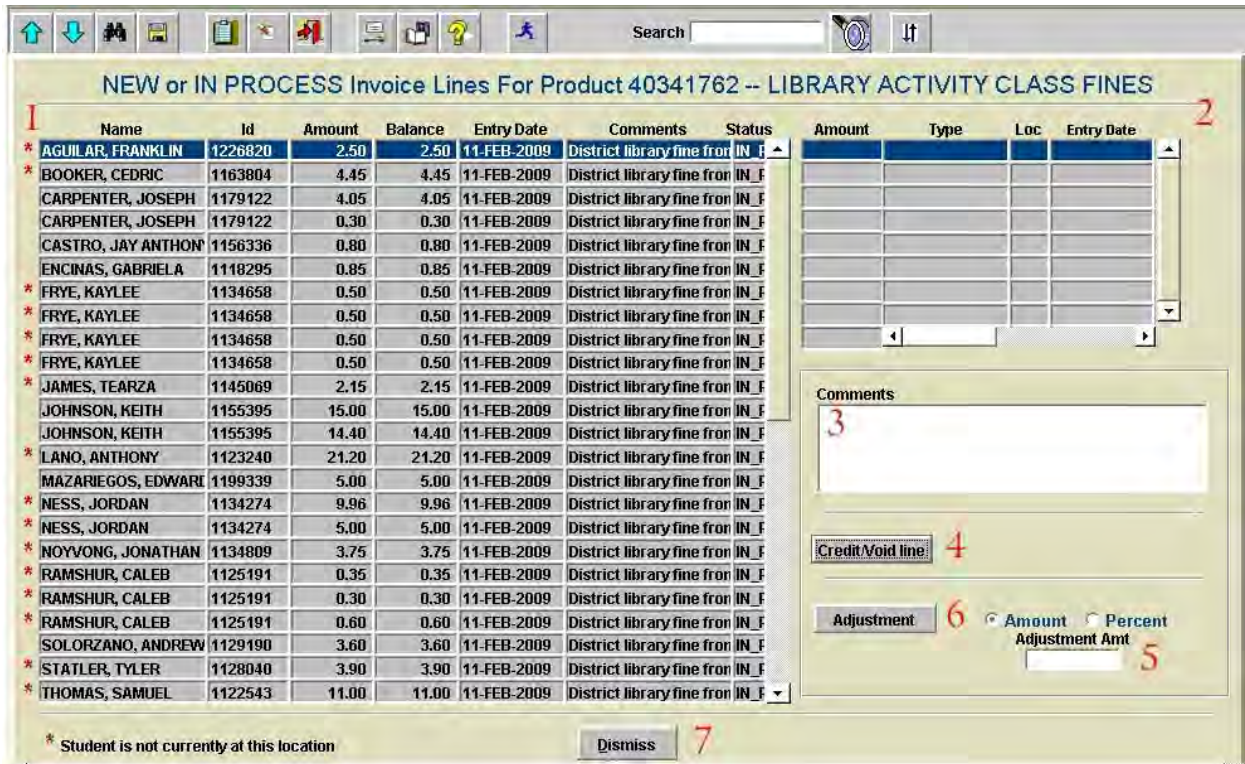 Search
NEW or IN PROCESS Invoice Lines For Product 40341762 -- LIBRARY ACTIVITY CLASS FINES
1 2
Name Id Amount Balance Entry Date Comments Status Amount Type Loc Entry Date
* AGUILAR, FRANKLIN 1226820 2.50 2.50 11-FEB-2009 District library fine fron IN_
* BOOKER, CEDRIC 1163804 4.45 4.45 11-FEB-2009 District library fine fron IN_F
CARPENTER, JOSEPH 1179122 4.05 4.05 11-FEB-2009 District library fine fron IN_F
CARPENTER, JOSEPH 1179122 0.30 0.30 11-FEB-2009 District library fine fron IN_F
CASTRO, JAY ANTHON 1156336 0.80 0.80 11-FEB-2009 District library fine fron IN_F
ENCINAS, GABRIELA 1118295 0.85 0.85 11-FEB-2009 District library fine fron IN_F
* FRYE, KAYLEE 1134658 0.50 0.50 11-FEB-2009 District library fine fron IN_F
* FRYE, KAYLEE 1134658 0.50 0.50 11-FEB-2009 District library fine fron IN_F
* FRYE, KAYLEE 1134658 0.50 0.50 11-FEB-2009 District library fine fron IN_F
* FRYE, KAYLEE 1134658 0.50 0.50 11-FEB-2009 District library fine fron IN_F
* JAMES, TEARZA 1145069 2.15 2.15 11-FEB-2009 District library fine fron IN_F
JOHNSON, KEITH 1155395 15.00 15.00 11-FEB-2009 District library fine fron IN_F
JOHNSON, KEITH 1155395 14.40 14.40 11-FEB-2009 District library fine fron IN_F
* LANO, ANTHONY 1123240 21.20 21.20 11-FEB-2009 District library fine fron IN_F
MAZARIEGOS, EDWARD 1199339 5.00 5.00 11-FEB-2009 District library fine fron IN_F
* NESS, JORDAN 1134274 9.96 9.96 11-FEB-2009 District library fine fron IN_F
* NESS, JORDAN 1134274 5.00 5.00 11-FEB-2009 District library fine fron IN_F
* NOYVONG, JONATHAN 1134809 3.75 3.75 11-FEB-2009 District library fine fron IN_F
* RAMSHUR, CALEB 1125191 0.35 0.35 11-FEB-2009 District library fine fron IN_F
* RAMSHUR, CALEB 1125191 0.30 0.30 11-FEB-2009 District library fine fron IN_F
* RAMSHUR, CALEB 1125191 0.60 0.60 11-FEB-2009 District library fine fron IN_F
SOLORZANO, ANDREW 1129190 3.60 3.60 11-FEB-2009 District library fine fron IN_F
* STATLER, TYLER 1128040 3.90 3.90 11-FEB-2009 District library fine fron IN_F
* THOMAS, SAMUEL 1122543 11.00 11.00 11-FEB-2009 District library fine fron IN_F
Comments
3
Credit/Void line 4
Adjustment 6 Amount Percent
Adjustment Amt
5
* Student is not currently at this location
Dismiss 7